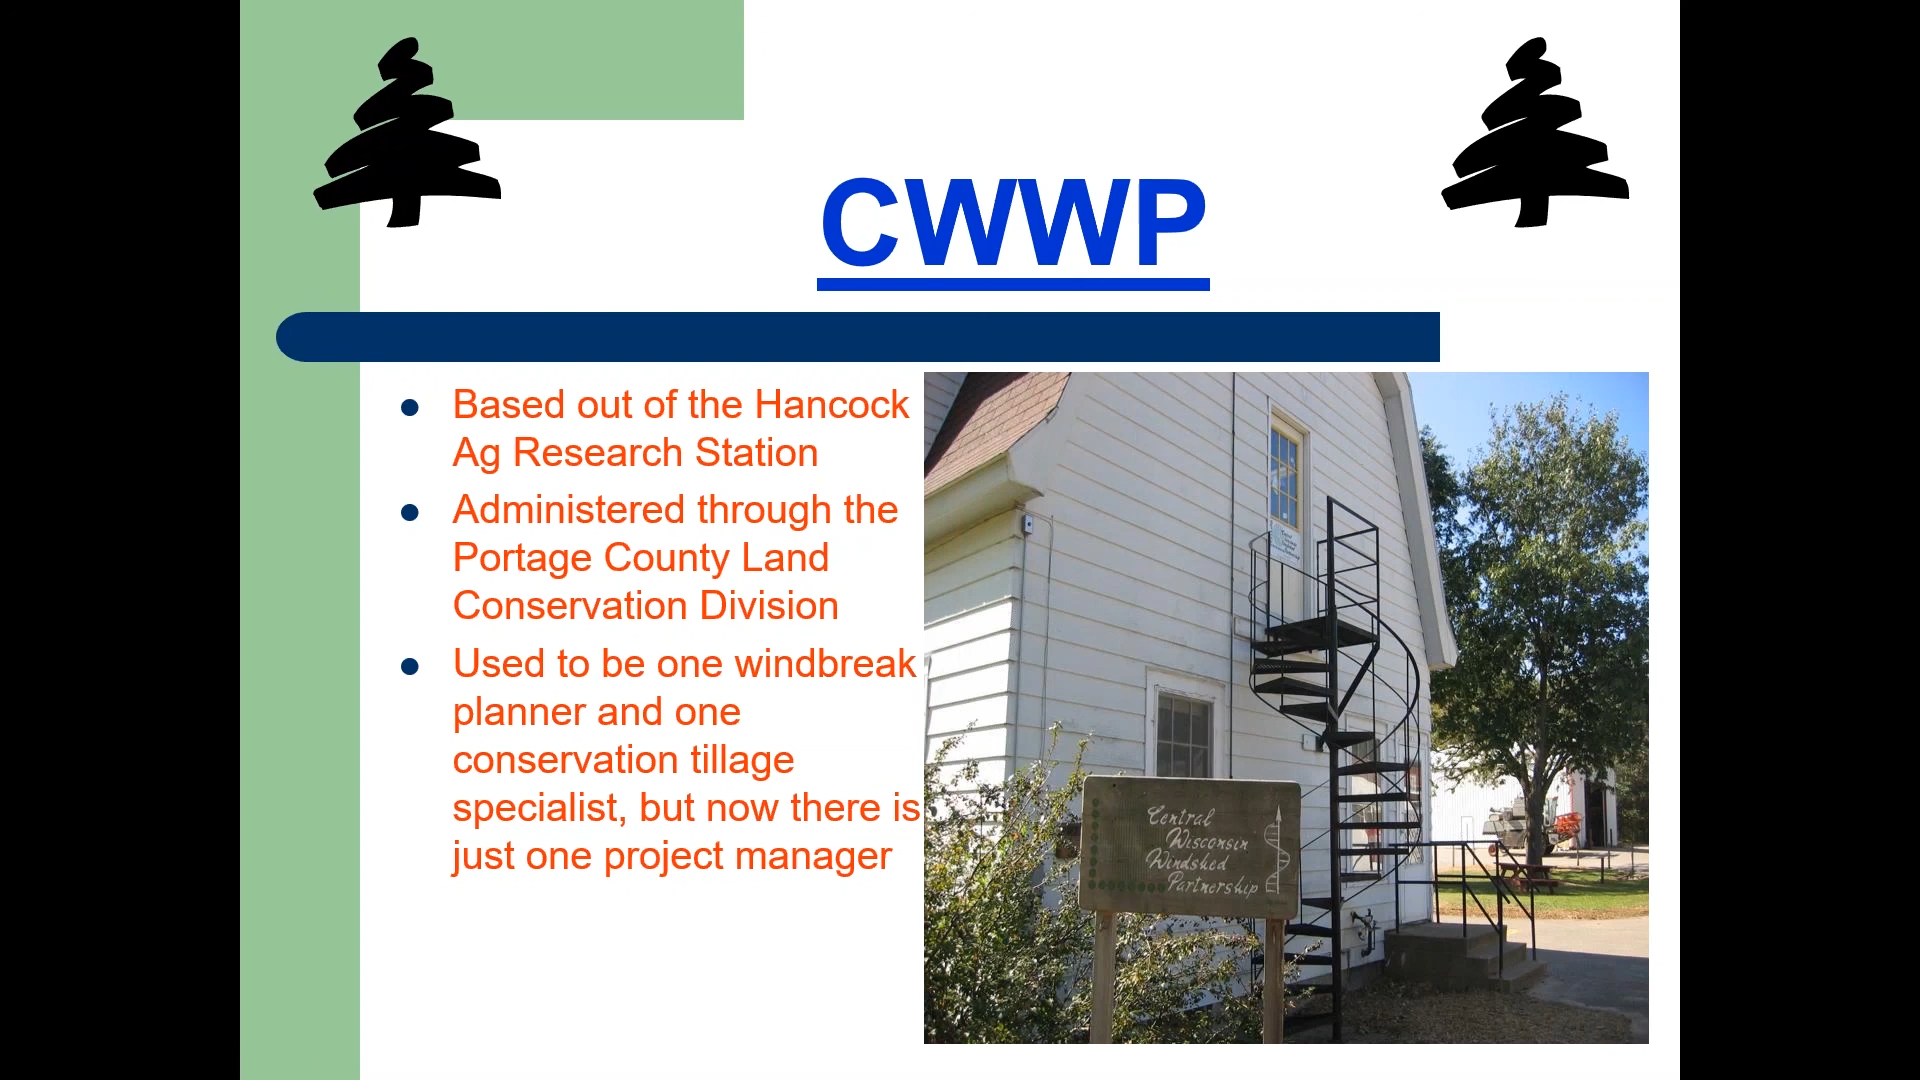 CWWP
Based out of the Hancock
Ag Research Station
Administered through the
Portage County Land
Conservation Division
Used to be one windbreak
planner and one
conservation tillage
specialist, but now there is
just one project manager
Central
Wisconsin
Windshed
Partnership